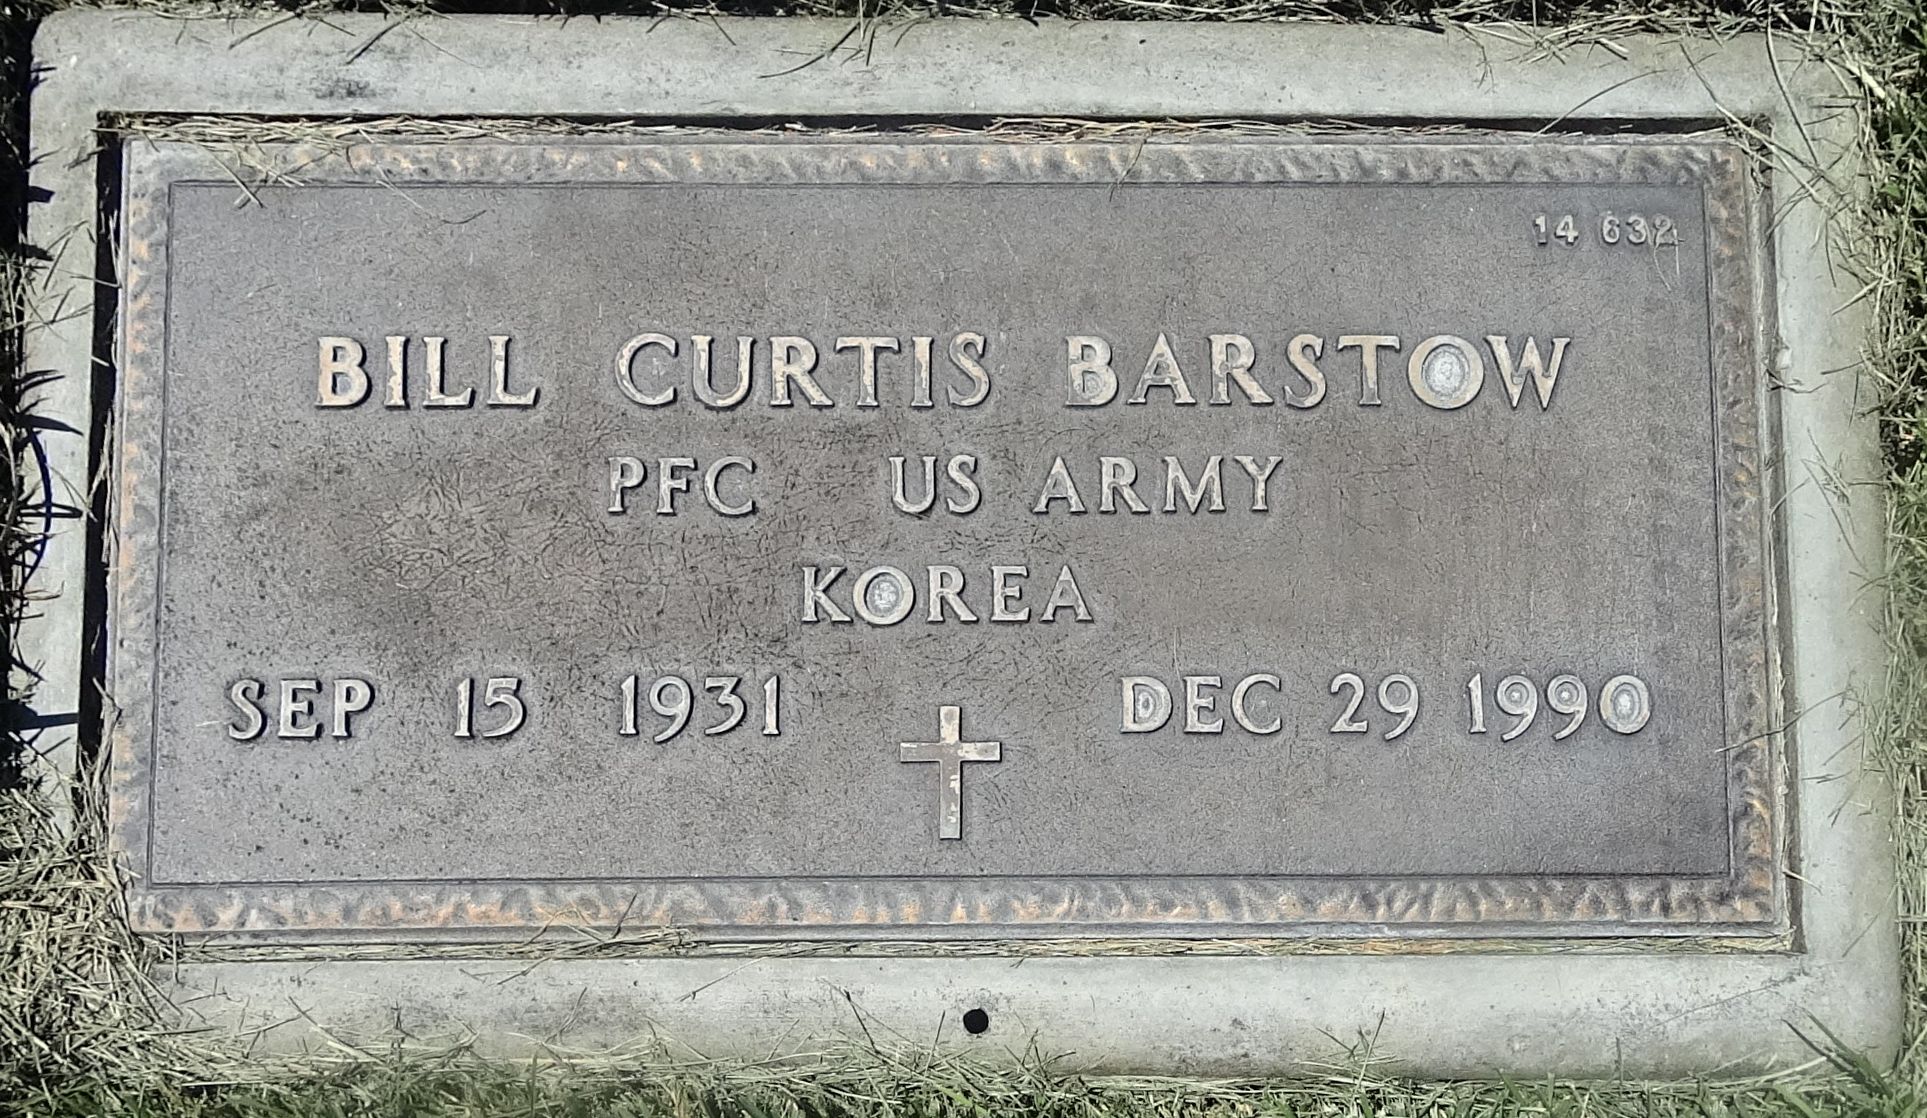 14 632
BILL CURTIS BARSTOW
PFC US ARMY
KOREA
SEP 15 1931 DEC 29 1990